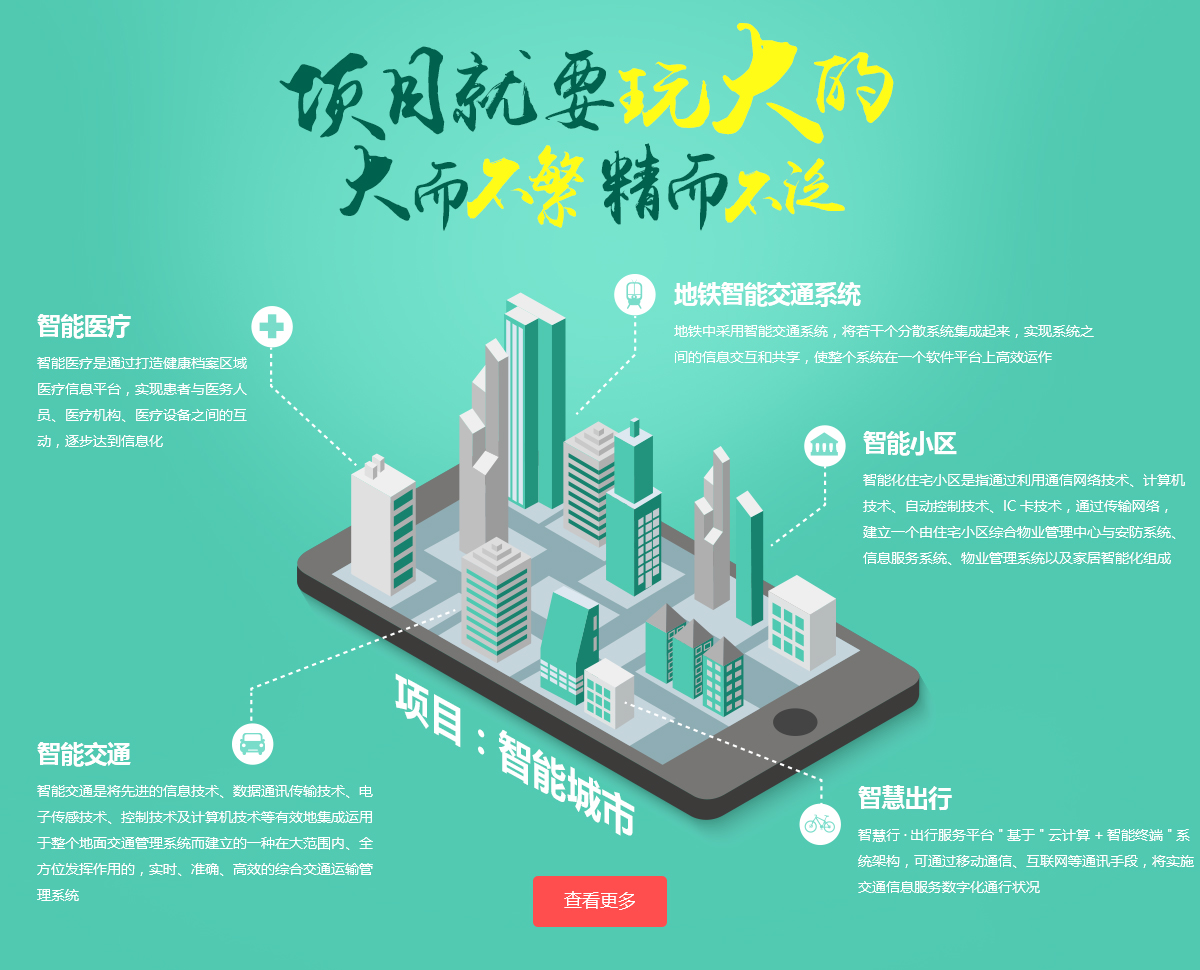 项目就要玩大的
大而不繁 精而不泛
智能医疗
智能医疗是通过打造健康档案区域
医疗信息平台，实现患者与医务人
员、医疗机构、医疗设备之间的互
动，逐步达到信息化
地铁智能交通系统
地铁中采用智能交通系统，将若干个分散系统集成起来，实现系统之
间的信息交互和共享，使整个系统在一个软件平台上高效运作
智能小区
智能化住宅小区是指通过利用通信网络技术、计算机
技术、自动控制技术、IC 卡技术，通过传输网络，
建立一个由住宅小区综合物业管理中心与安防系统、
信息服务系统、物业管理系统以及家居智能化组成
项目：智能城市
智能交通
智能交通是将先进的信息技术、数据通讯传输技术、电
子传感技术、控制技术及计算机技术等有效地集成运用
于整个地面交通管理系统而建立的一种在大范围内、全
方位发挥作用的，实时、准确、高效的综合交通运输管
理系统
智慧出行
智慧行 · 出行服务平台 " 基于 " 云计算 + 智能终端 " 系
统架构，可通过移动通信、互联网等通讯手段，将实施
交通信息服务数字化通行状况
查看更多